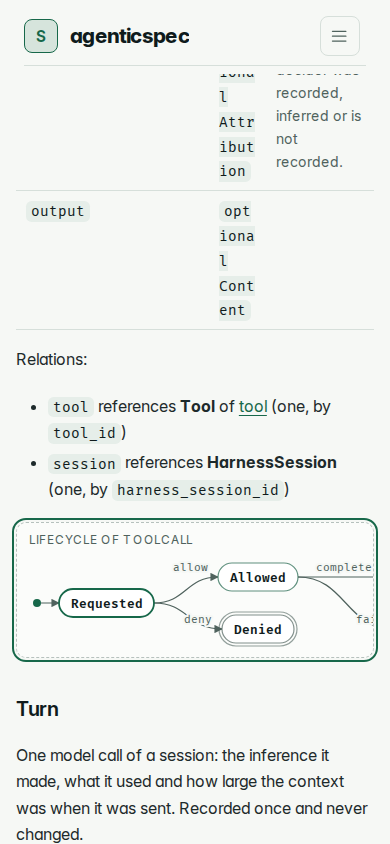 S agenticspec
iona
l
Attr
ibut
ion
recorded,
inferred or is
not
recorded.
output
opt
iona
l
Cont
ent
Relations:
tool references Tool of tool (one, by
tool_id)
session references HarnessSession
(one, by harness_session_id)
LIFECYCLE OF TOOLCALL
allow
complete
Requested
Allowed
deny
Denied
Turn
One model call of a session: the inference it
made, what it used and how large the context
was when it was sent. Recorded once and never
changed.